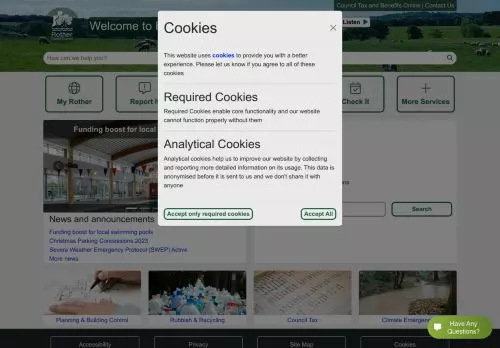 Council Tax and Benefits Online | Contact Us
Rother
Welcome to
Listen
How can we help you?
My Rother
Report
Check It
More Services
Cookies
This website uses cookies to provide you with a better
experience. Please let us know if you agree to all of these
cookies
Required Cookies
Required Cookies enable core functionality and our website
cannot function properly without them
Analytical Cookies
Analytical cookies help us to improve our website by collecting
and reporting more detailed information on its usage. This data is
anonymised before it is sent to us and we don't share it with
anyone
Accept only required cookies
Accept All
Funding boost for local
Search
News and announcements
Funding boost for local swimming pools
Christmas Parking Concessions 2023
Severe Weather Emergency Protocol (SWEP) Active
More news
Planning & Building Control
Rubbish & Recycling
Council Tax
Climate Emergency
Have Any
Questions?
Accessibility
Privacy
Site Map
Cookies